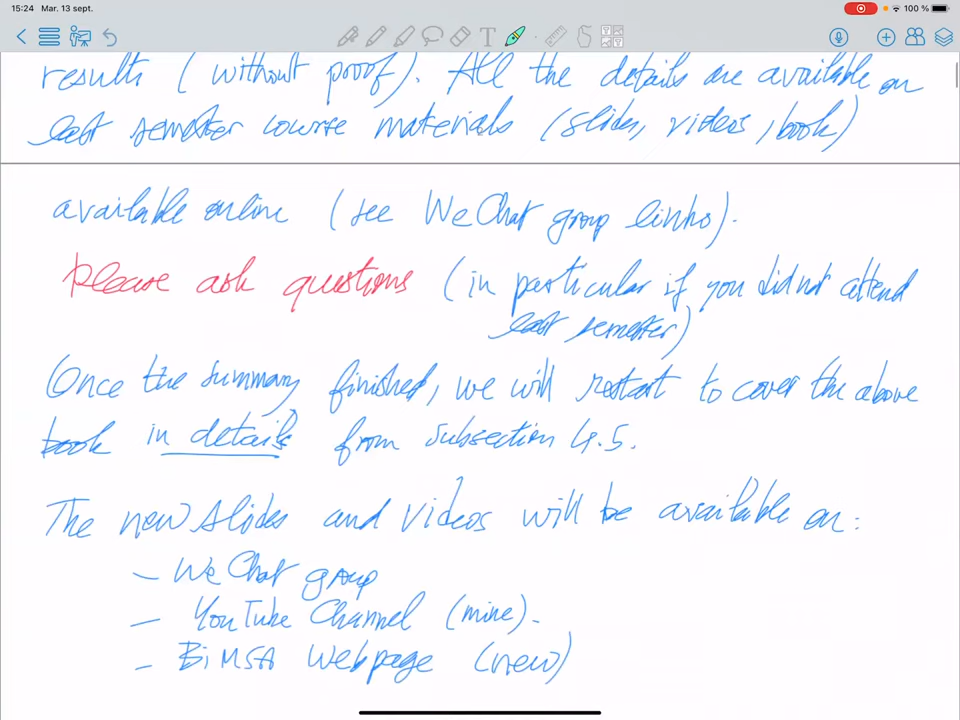 15:24 Mar. 13 sept. 100 %
results (without proof). All the details are available on
last semester course materials (slides, videos, book)
available online (see WeChat group links).
Please ask questions (in particular if you did not attend
last semester)
Once the summary finished, we will restart to cover the above
book in details from subsection 4.5.
The new slides and videos will be available on:
- WeChat group
- YouTube Channel (mine).
- BiMSA Webpage (new)